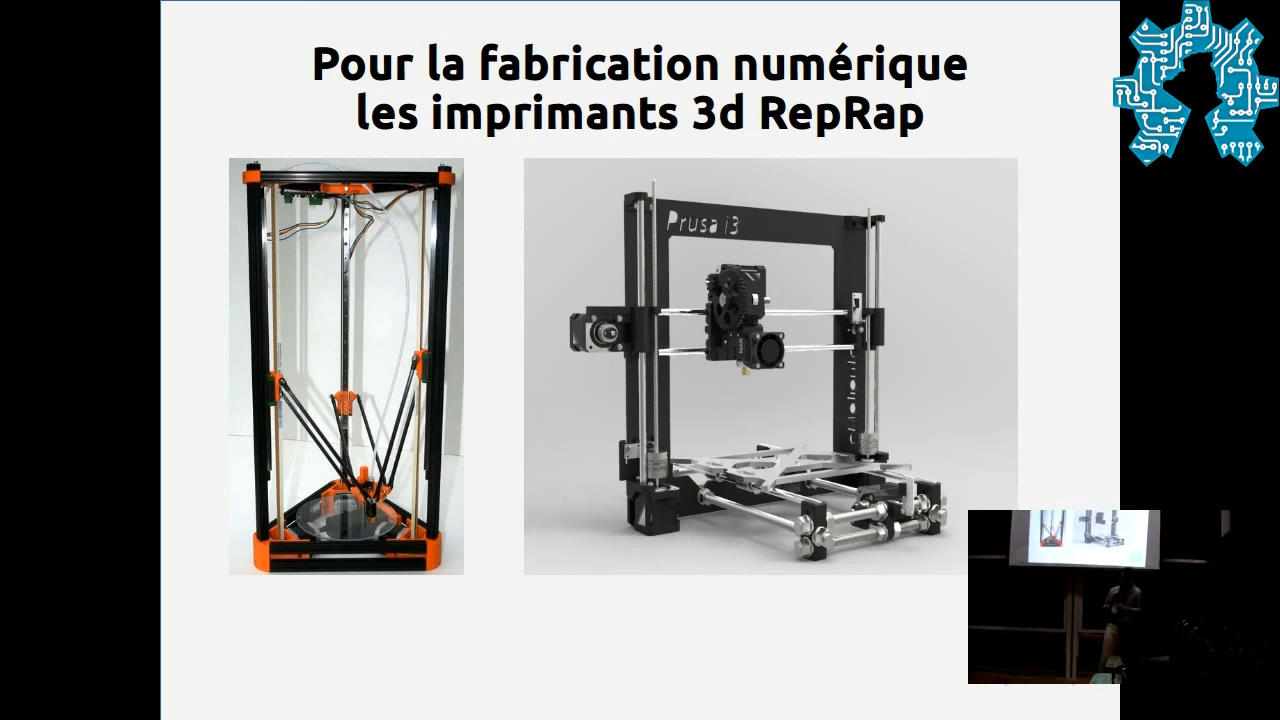 Pour la fabrication numérique
les imprimants 3d RepRap
Prusa i3